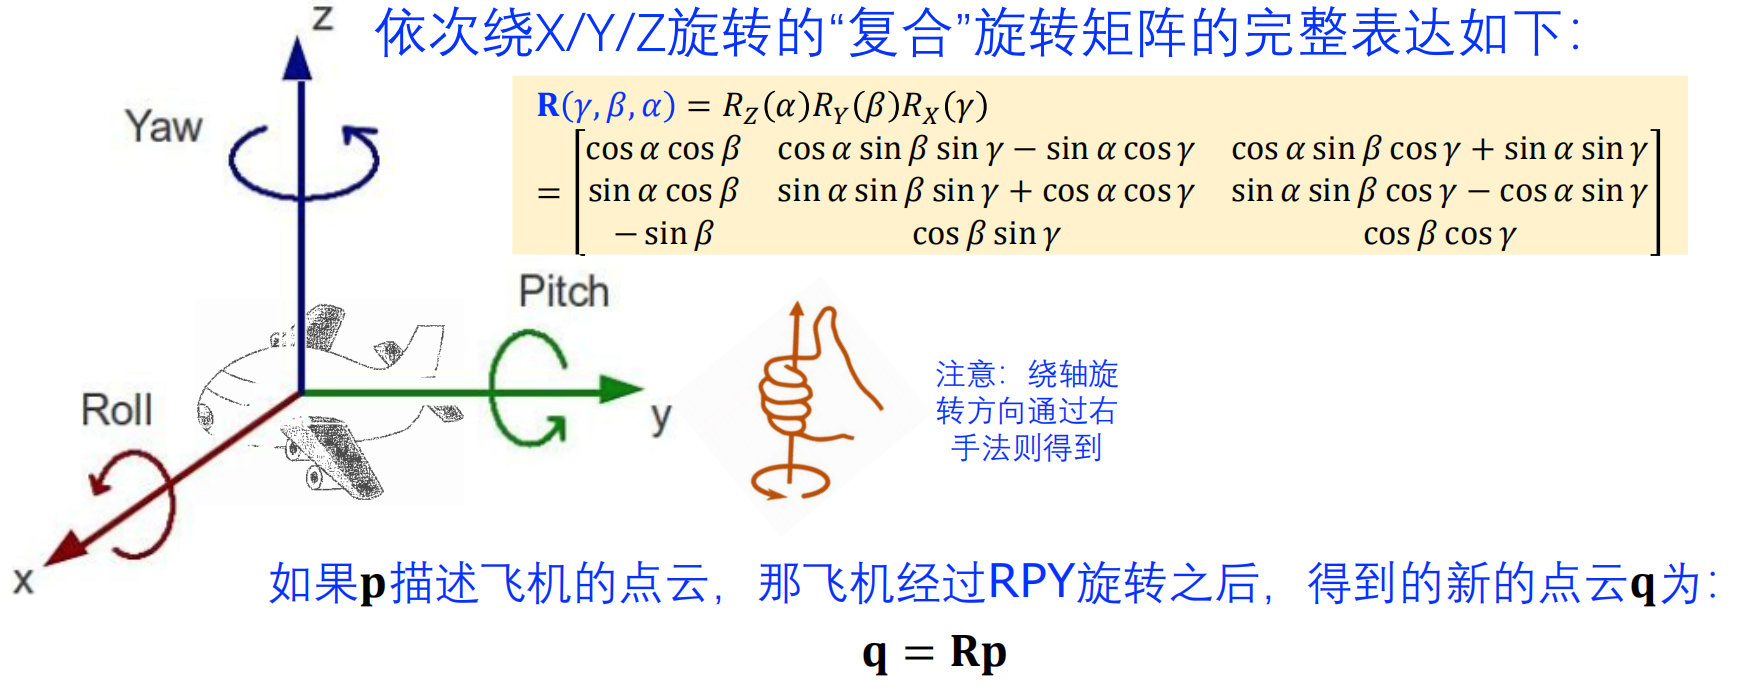 依次绕X/Y/Z旋转的“复合”旋转矩阵的完整表达如下：
z
Yaw
R(γ, β, α) = R_Z(α)R_Y(β)R_X(γ)
= [cos α cos β  cos α sin β sin γ − sin α cos γ  cos α sin β cos γ + sin α sin γ
sin α cos β  sin α sin β sin γ + cos α cos γ  sin α sin β cos γ − cos α sin γ
− sin β  cos β sin γ  cos β cos γ]
Pitch
Roll
y
x
注意：绕轴旋
转方向通过右
手法则得到
如果p描述飞机的点云，那飞机经过RPY旋转之后，得到的新的点云q为：
q = Rp